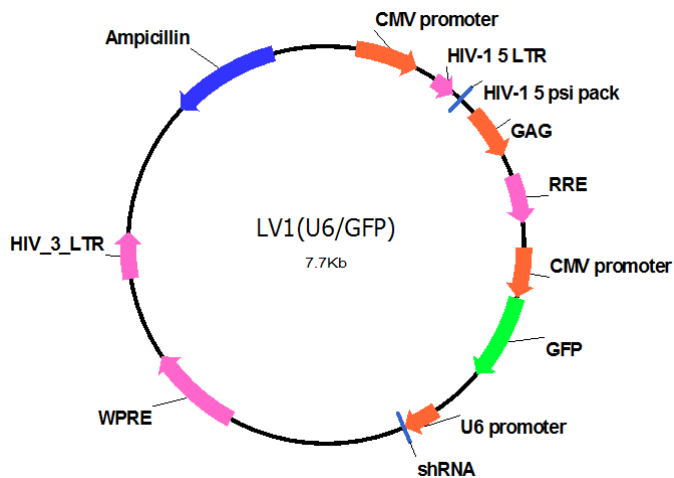 CMV promoter
Ampicillin
HIV-1 5 LTR
HIV-1 5 psi pack
GAG
RRE
LV1(U6/GFP)
7.7Kb
HIV_3_LTR
CMV promoter
GFP
WPRE
U6 promoter
shRNA